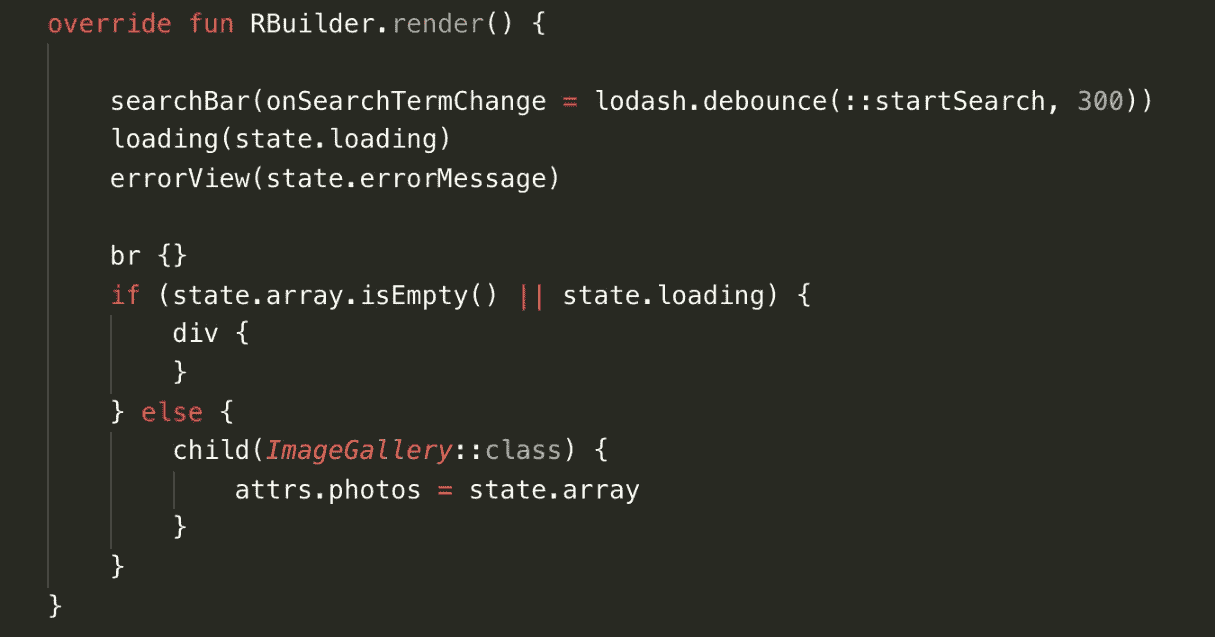 override fun RBuilder.render() {
searchBar(onSearchTermChange = lodash.debounce(::startSearch, 300))
loading(state.loading)
errorView(state.errorMessage)
br {}
if (state.array.isEmpty() || state.loading) {
div {
}
} else {
child(ImageGallery::class) {
attrs.photos = state.array
}
}
}